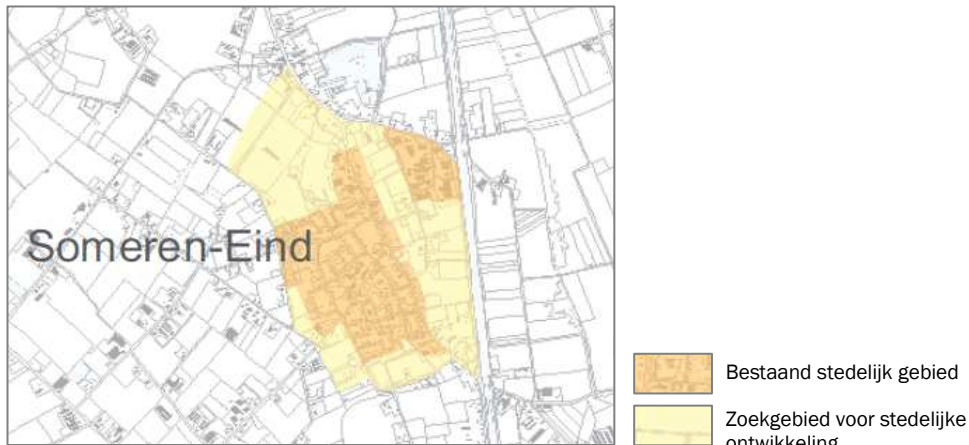 Someren-Eind
Bestaand stedelijk gebied
Zoekgebied voor stedelijke
ontwikkeling